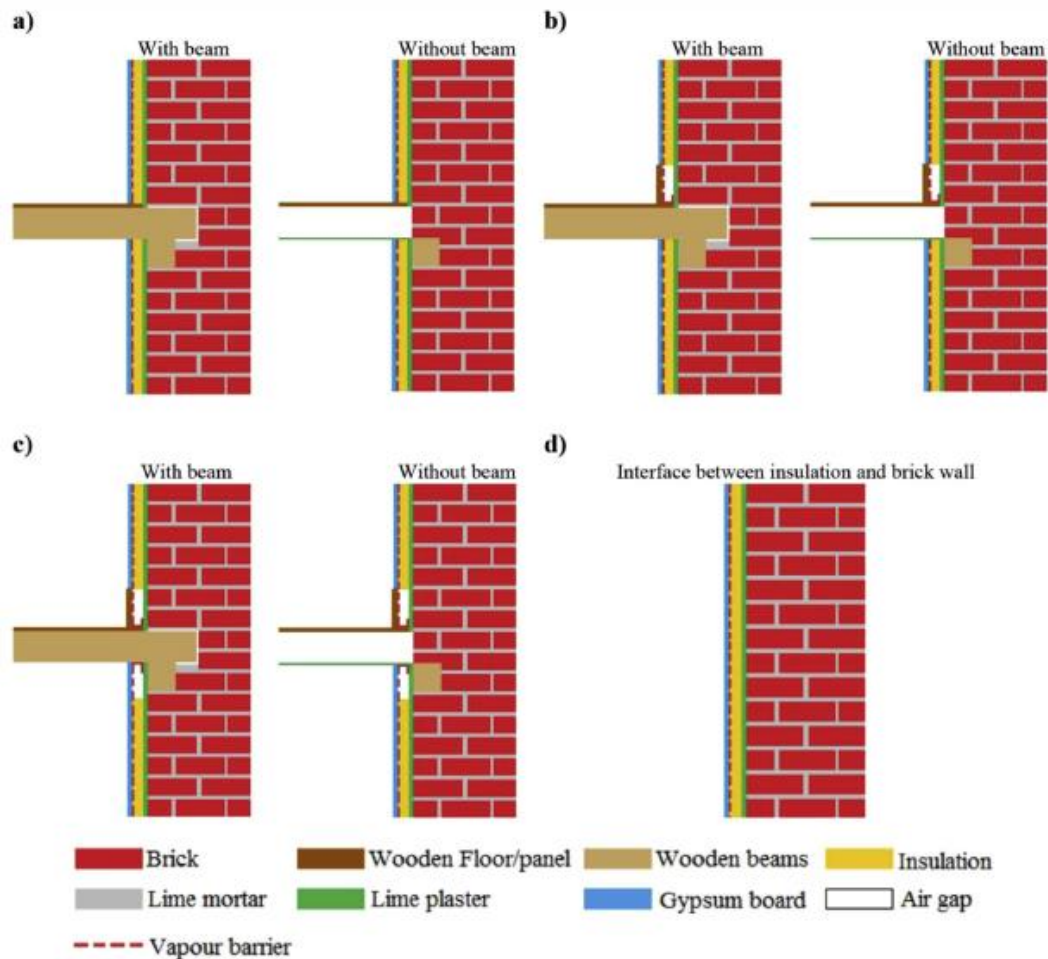 a)
With beam
Without beam
b)
With beam
Without beam
c)
With beam
Without beam
d)
Interface between insulation and brick wall
Brick
Wooden Floor/panel
Wooden beams
Insulation
Lime mortar
Lime plaster
Gypsum board
Air gap
Vapour barrier